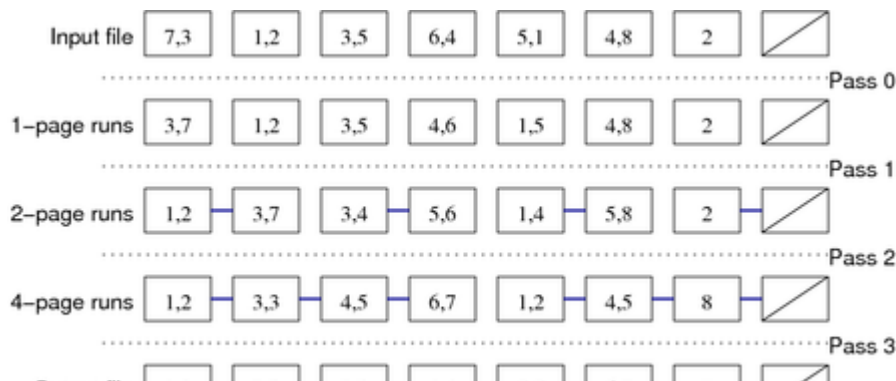 Input file 7,3 1,2 3,5 6,4 5,1 4,8 2
Pass 0
1-page runs 3,7 1,2 3,5 4,6 1,5 4,8 2
Pass 1
2-page runs 1,2 3,7 3,4 5,6 1,4 5,8 2
Pass 2
4-page runs 1,2 3,3 4,5 6,7 1,2 4,5 8
Pass 3